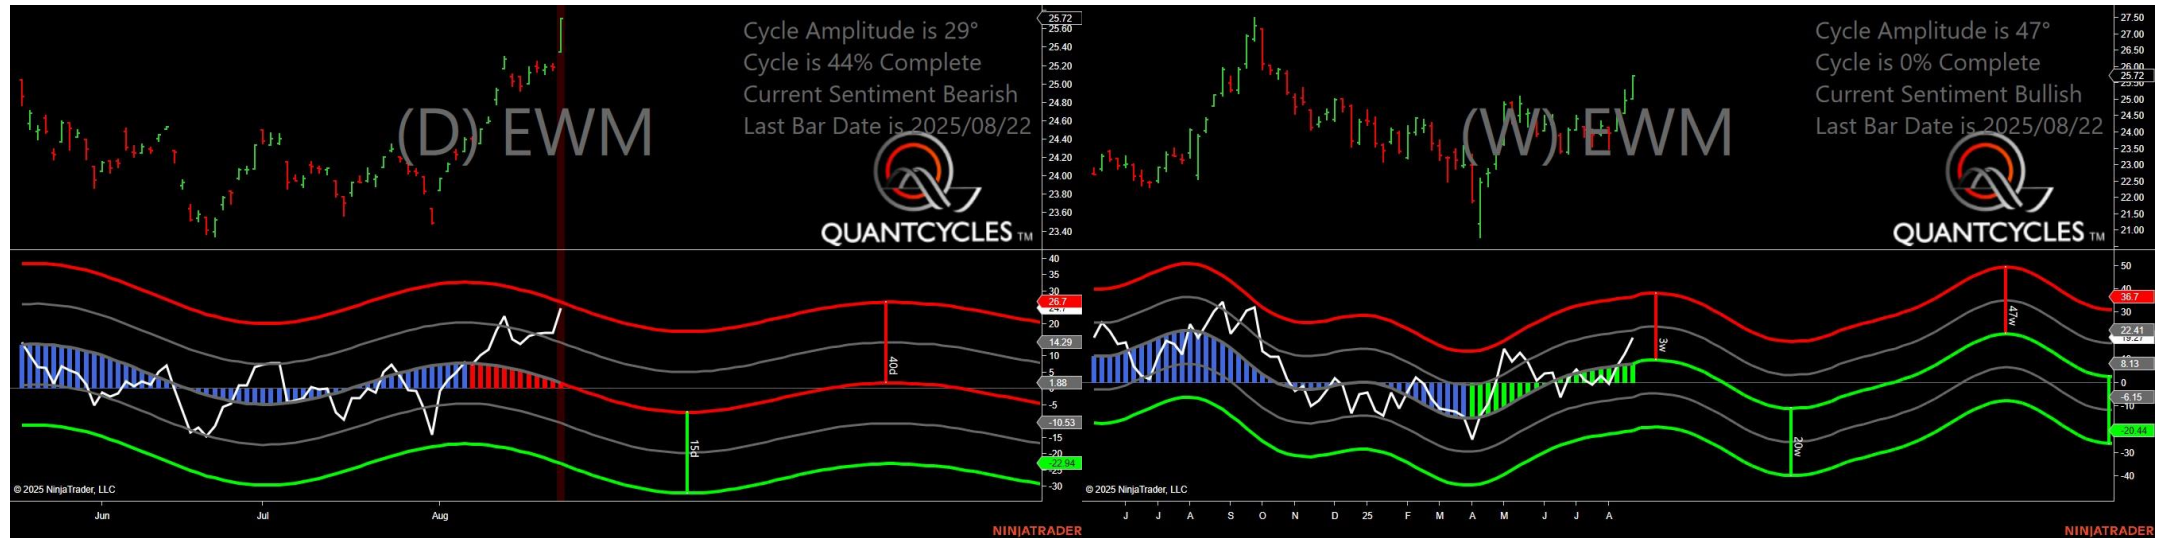 Cycle Amplitude is 29°
Cycle is 44% Complete
Current Sentiment Bearish
Last Bar Date is 2025/08/22
(D) EWM
QUANTCYCLES TM
25.72
25.60
25.40
25.20
25.00
24.80
24.60
24.40
24.20
24.00
23.80
23.60
23.40
40
35
30
26.7
20
14.29
10
5
1.88
-5
-10.53
-15
-20
-22.94
-30
40d
15d
© 2025 NinjaTrader, LLC
Jun Jul Aug
NINJATRADER
Cycle Amplitude is 47°
Cycle is 0% Complete
Current Sentiment Bullish
Last Bar Date is 2025/08/22
(W) EWM
QUANTCYCLES TM
27.50
27.00
26.50
26.00
25.72
25.00
24.50
24.00
23.50
23.00
22.50
22.00
21.50
21.00
50
40
36.7
30
22.41
19.27
8.13
0
-6.15
-10
-20.44
-30
-40
47w
3w
20w
© 2025 NinjaTrader, LLC
J J A S O N D 25 F M A M J J A
NINJATRADER